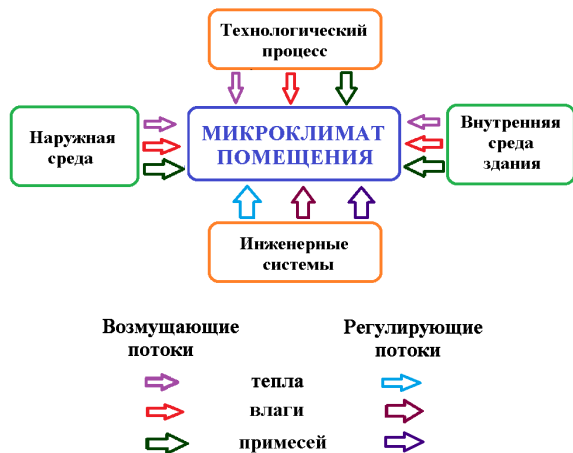 Технологический
процесс
Наружная
среда
МИКРОКЛИМАТ
ПОМЕЩЕНИЯ
Внутренняя
среда
здания
Инженерные
системы
Возмущающие
потоки
Регулирующие
потоки
тепла
влаги
примесей